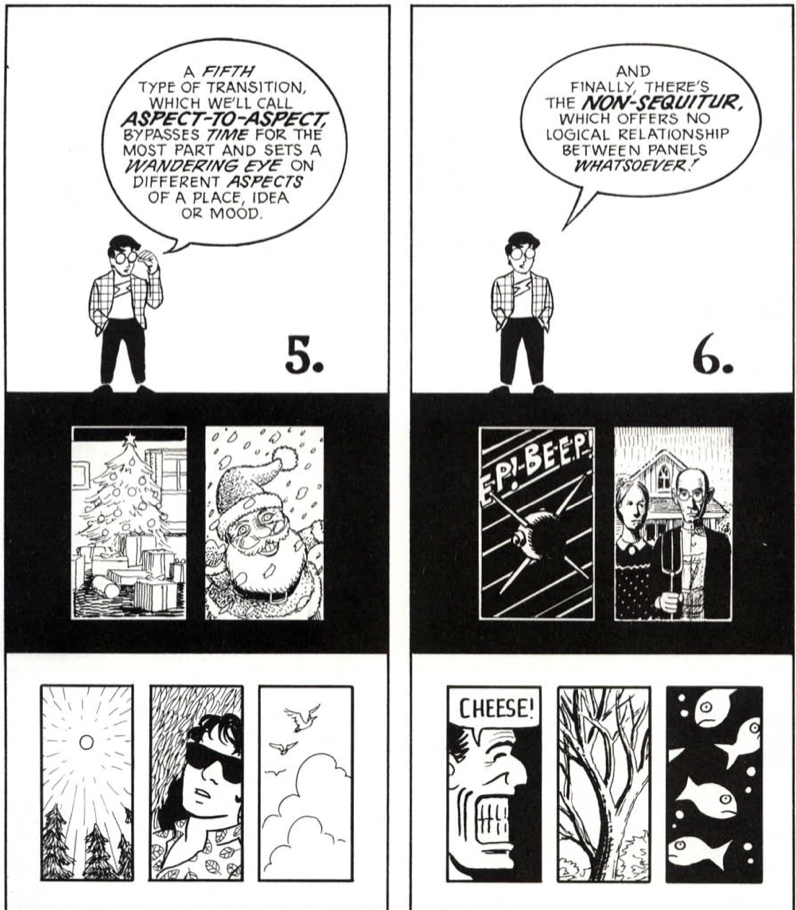 A FIFTH
TYPE OF TRANSITION,
WHICH WE'LL CALL
ASPECT-TO-ASPECT,
BYPASSES TIME FOR THE
MOST PART AND SETS A
WANDERING EYE ON
DIFFERENT ASPECTS
OF A PLACE, IDEA
OR MOOD.
5.
AND
FINALLY, THERE'S
THE NON-SEQUITUR,
WHICH OFFERS NO
LOGICAL RELATIONSHIP
BETWEEN PANELS
WHATSOEVER!
6.
E-P!-BE-EP!
CHEESE!